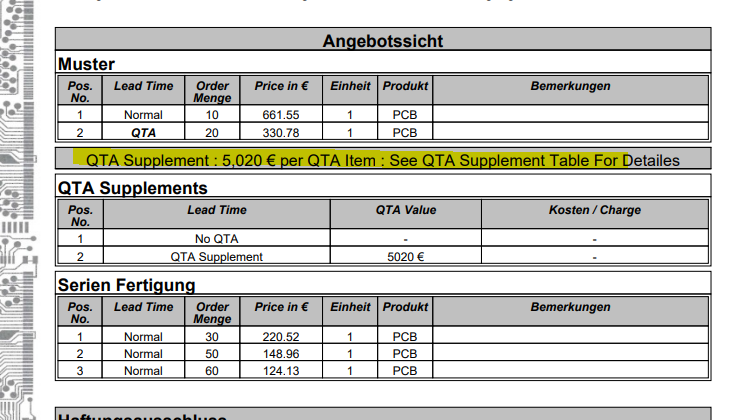 Angebotssicht
Muster
Pos. No. Lead Time Order Menge Price in € Einheit Produkt Bemerkungen
1 Normal 10 661.55 1 PCB
2 QTA 20 330.78 1 PCB
QTA Supplement : 5,020 € per QTA Item : See QTA Supplement Table For Detailes
QTA Supplements
Pos. No. Lead Time QTA Value Kosten / Charge
1 No QTA - -
2 QTA Supplement 5020 € -
Serien Fertigung
Pos. No. Lead Time Order Menge Price in € Einheit Produkt Bemerkungen
1 Normal 30 220.52 1 PCB
2 Normal 50 148.96 1 PCB
3 Normal 60 124.13 1 PCB